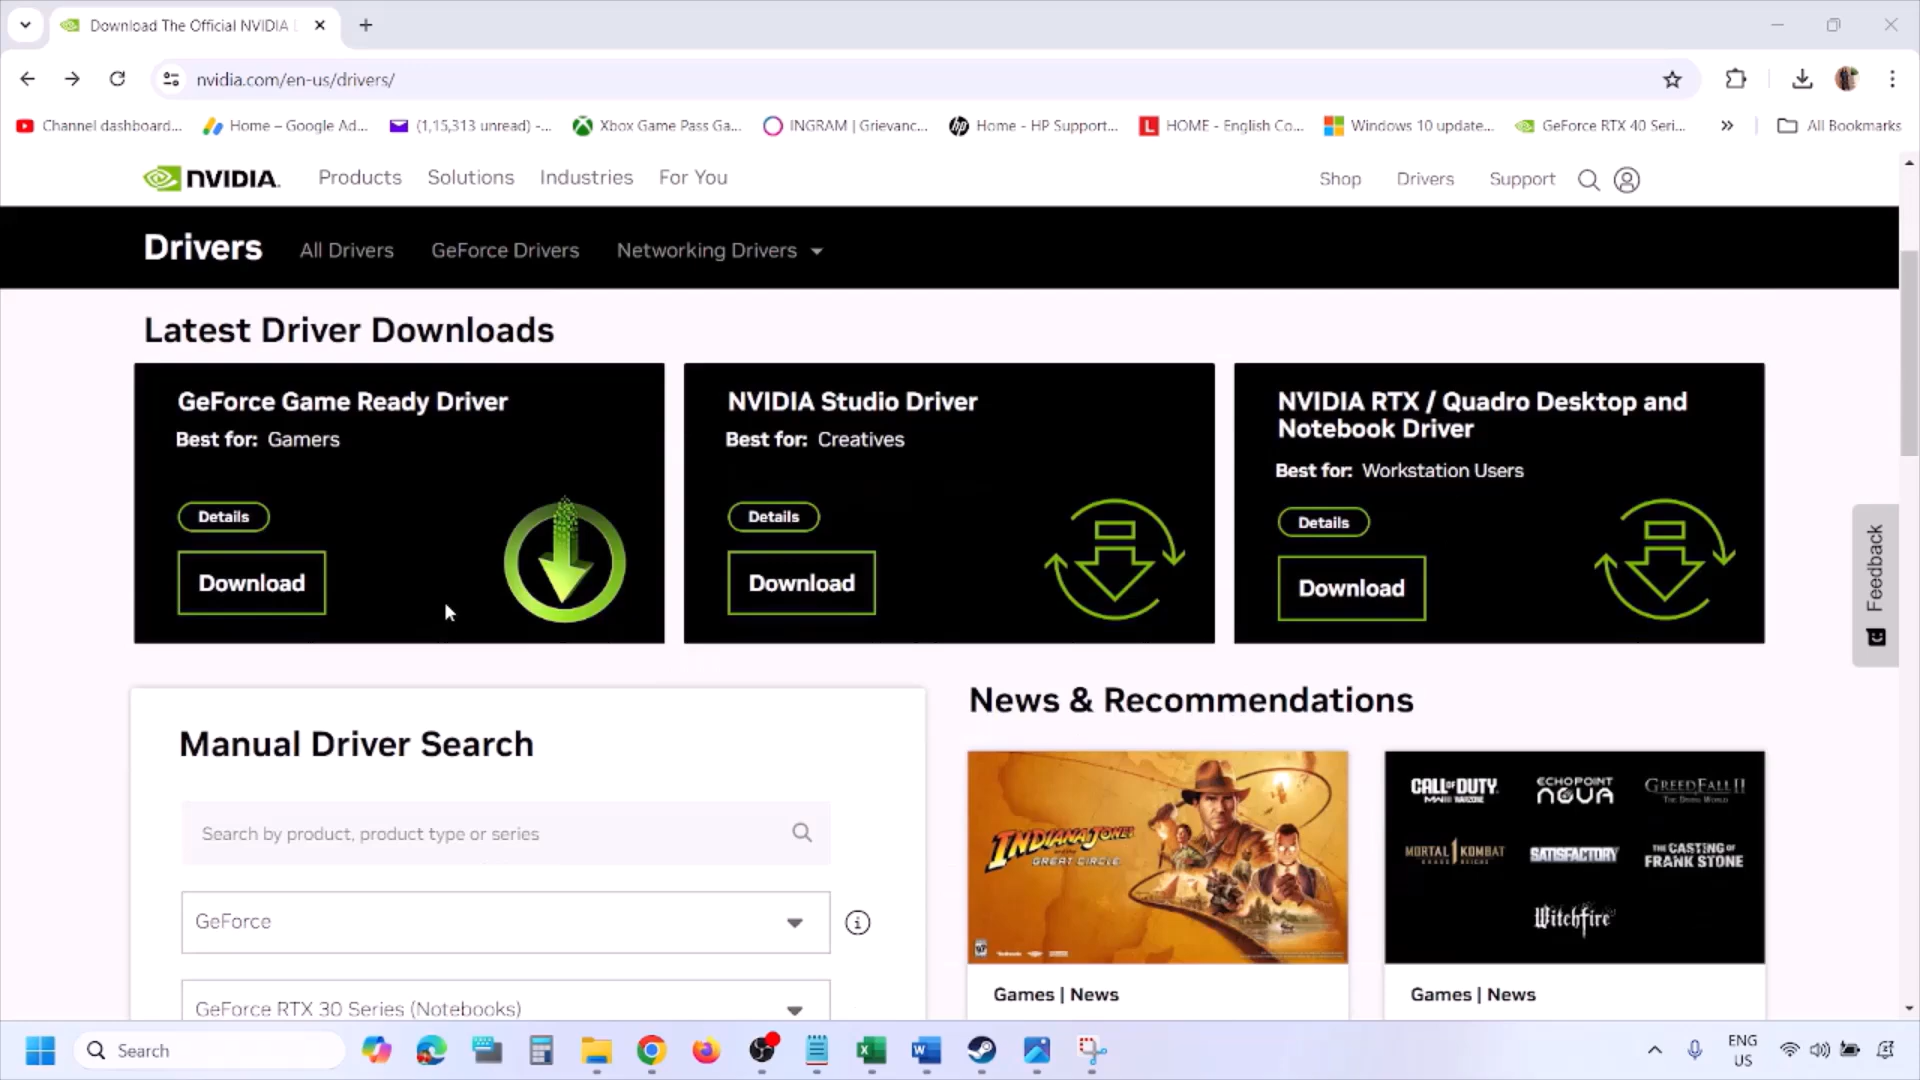 Download The Official NVIDIA
nvidia.com/en-us/drivers/
Channel dashboard...
Home – Google Ad...
(1,15,313 unread) -...
Xbox Game Pass Ga...
INGRAM | Grievanc...
Home - HP Support...
HOME - English Co...
Windows 10 update...
GeForce RTX 40 Seri...
All Bookmarks
NVIDIA.
Products
Solutions
Industries
For You
Shop
Drivers
Support
Drivers
All Drivers
GeForce Drivers
Networking Drivers
Latest Driver Downloads
GeForce Game Ready Driver
Best for: Gamers
Details
Download
NVIDIA Studio Driver
Best for: Creatives
Details
Download
NVIDIA RTX / Quadro Desktop and
Notebook Driver
Best for: Workstation Users
Details
Download
Feedback
Manual Driver Search
Search by product, product type or series
GeForce
GeForce RTX 30 Series (Notebooks)
News & Recommendations
INDIANA JONES
GREAT CIRCLE
Games | News
CALL OF DUTY
ECHOPOINT
NOVA
GREEDFALL II
THE DYING WORLD
MORTAL KOMBAT 1
SATISFACTORY
THE CASTING OF
FRANK STONE
Witchfire
Games | News
Search
ENG
US